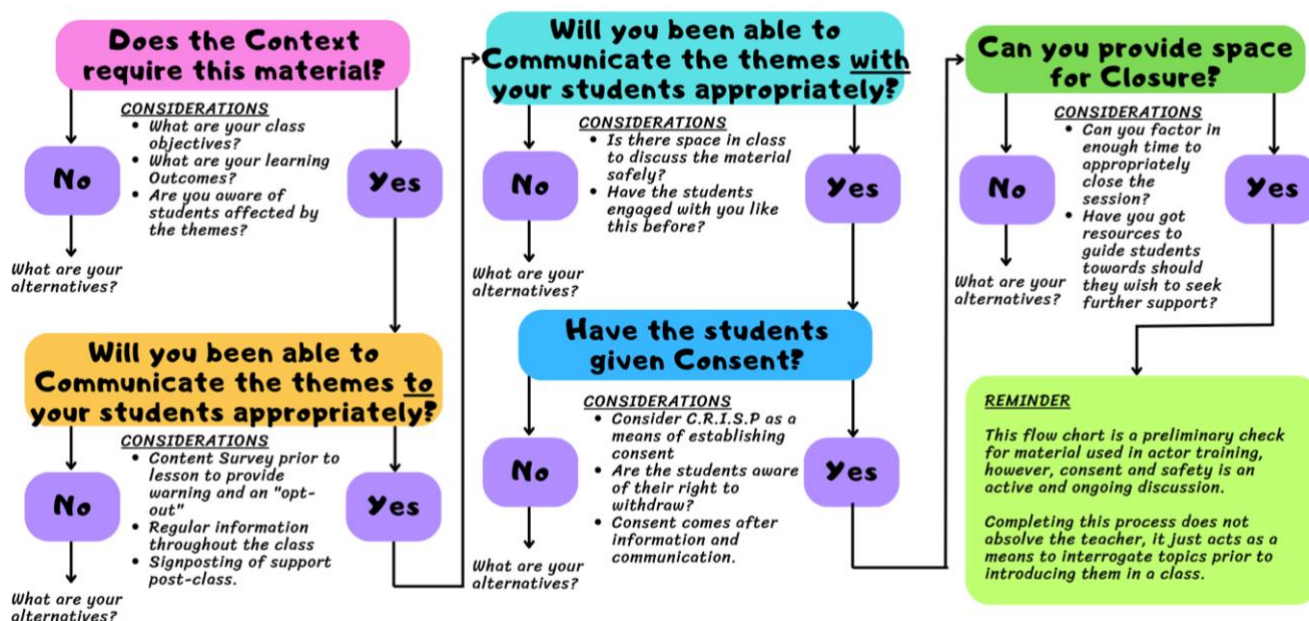 Does the Context
require this material?
CONSIDERATIONS
• What are your class
objectives?
• What are your learning
Outcomes?
• Are you aware of
students affected by
the themes?
No
Yes
What are your
alternatives?
Will you been able to
Communicate the themes to
your students appropriately?
CONSIDERATIONS
• Content Survey prior to
lesson to provide
warning and an "opt-
out"
• Regular information
throughout the class
• Signposting of support
post-class.
No
Yes
What are your
alternatives?
Will you been able to
Communicate the themes with
your students appropriately?
CONSIDERATIONS
• Is there space in class
to discuss the material
safely?
• Have the students
engaged with you like
this before?
No
Yes
What are your
alternatives?
Have the students
given Consent?
CONSIDERATIONS
• Consider C.R.I.S.P as a
means of establishing
consent
• Are the students aware
of their right to
withdraw?
• Consent comes after
information and
communication.
No
Yes
What are your
alternatives?
Can you provide space
for Closure?
CONSIDERATIONS
• Can you factor in
enough time to
appropriately
close the
session?
• Have you got
resources to
guide students
towards should
they wish to seek
further support?
No
Yes
What are your
alternatives?
REMINDER
This flow chart is a preliminary check
for material used in actor training,
however, consent and safety is an
active and ongoing discussion.
Completing this process does not
absolve the teacher, it just acts as a
means to interrogate topics prior to
introducing them in a class.